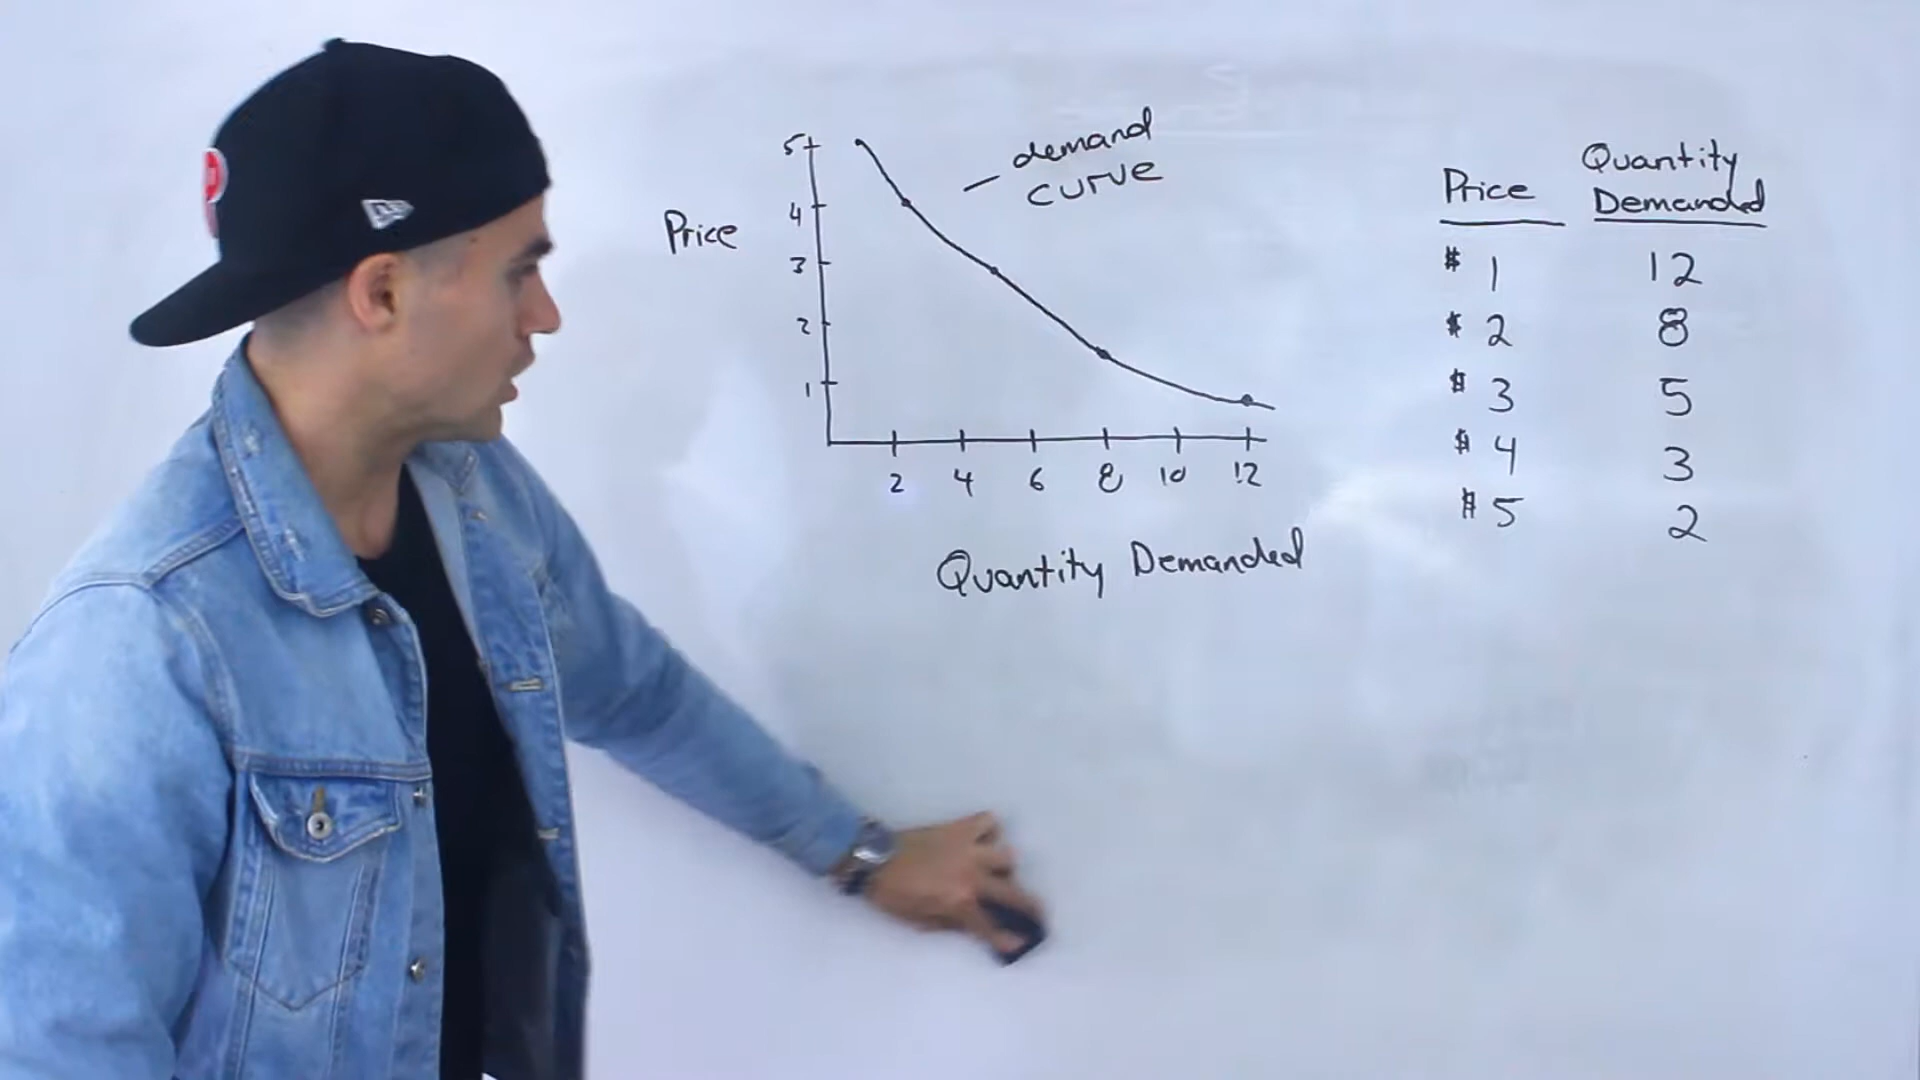 demand
curve
Price
5
4
3
2
1
2 4 6 8 10 12
Quantity Demanded
Price Quantity Demanded
$ 1 12
$ 2 8
$ 3 5
$ 4 3
$ 5 2